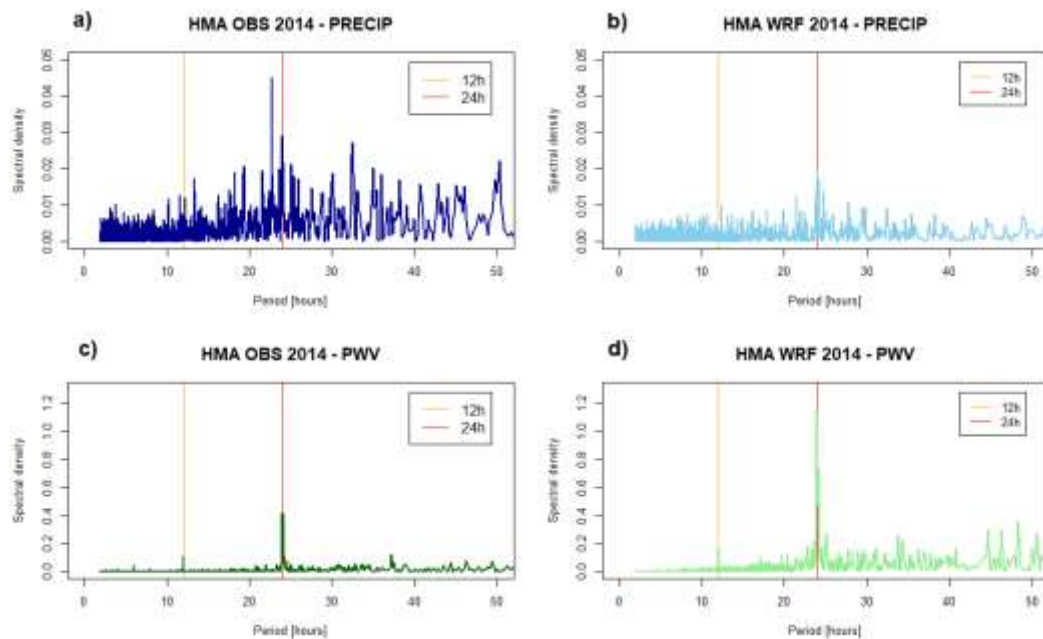 a) HMA OBS 2014 - PRECIP
Spectral density
0.00 0.01 0.02 0.03 0.04 0.05
12h
24h
0 10 20 30 40 50
Period [hours]
b) HMA WRF 2014 - PRECIP
Spectral density
0.00 0.01 0.02 0.03 0.04 0.05
12h
24h
0 10 20 30 40 50
Period [hours]
c) HMA OBS 2014 - PWV
Spectral density
0.0 0.2 0.4 0.6 0.8 1.0 1.2
12h
24h
0 10 20 30 40 50
Period [hours]
d) HMA WRF 2014 - PWV
Spectral density
0.0 0.2 0.4 0.6 0.8 1.0 1.2
12h
24h
0 10 20 30 40 50
Period [hours]